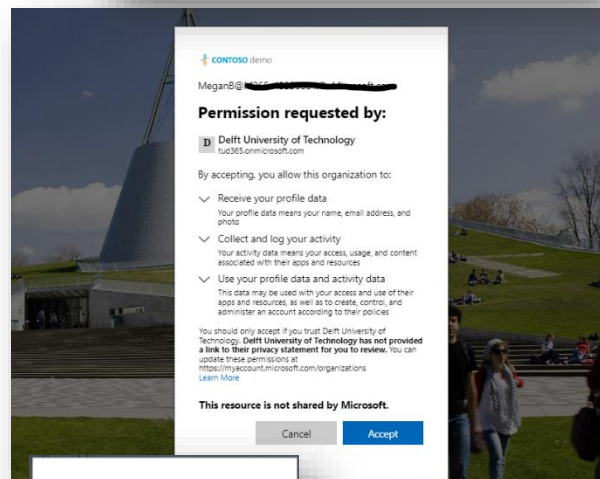 CONTOSO demo
MeganB@
Permission requested by:
D Delft University of Technology
tud365.onmicrosoft.com
By accepting, you allow this organization to:
Receive your profile data
Your profile data means your name, email address, and
photo
Collect and log your activity
Your activity data means your access, usage, and content
associated with their apps and resources
Use your profile data and activity data
This data may be used with your access and use of their
apps and resources, as well as to create, control, and
administer an account according to their policies
You should only accept if you trust Delft University of
Technology. Delft University of Technology has not provided
a link to their privacy statement for you to review. You can
update these permissions at
https://myaccount.microsoft.com/organizations
Learn More
This resource is not shared by Microsoft.
Cancel Accept